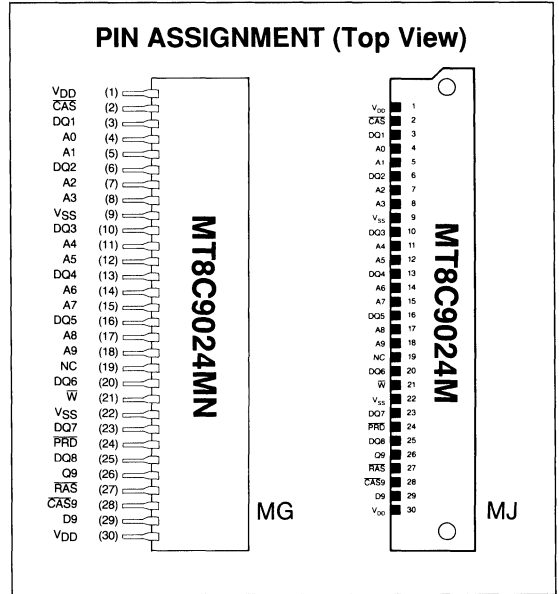 PIN ASSIGNMENT (Top View)
VDD (1)
CAS (2)
DQ1 (3)
A0 (4)
A1 (5)
DQ2 (6)
A2 (7)
A3 (8)
VSS (9)
DQ3 (10)
A4 (11)
A5 (12)
DQ4 (13)
A6 (14)
A7 (15)
DQ5 (16)
A8 (17)
A9 (18)
NC (19)
DQ6 (20)
W (21)
VSS (22)
DQ7 (23)
PRD (24)
DQ8 (25)
Q9 (26)
RAS (27)
CAS9 (28)
D9 (29)
VDD (30)
MT8C9024MN
MG
VDD 1
CAS 2
DQ1 3
A0 4
A1 5
DQ2 6
A2 7
A3 8
VSS 9
DQ3 10
A4 11
A5 12
DQ4 13
A6 14
A7 15
DQ5 16
A8 17
A9 18
NC 19
DQ6 20
W 21
VSS 22
DQ7 23
PRD 24
DQ8 25
Q9 26
RAS 27
CAS9 28
D9 29
VDD 30
MT8C9024M
MJ